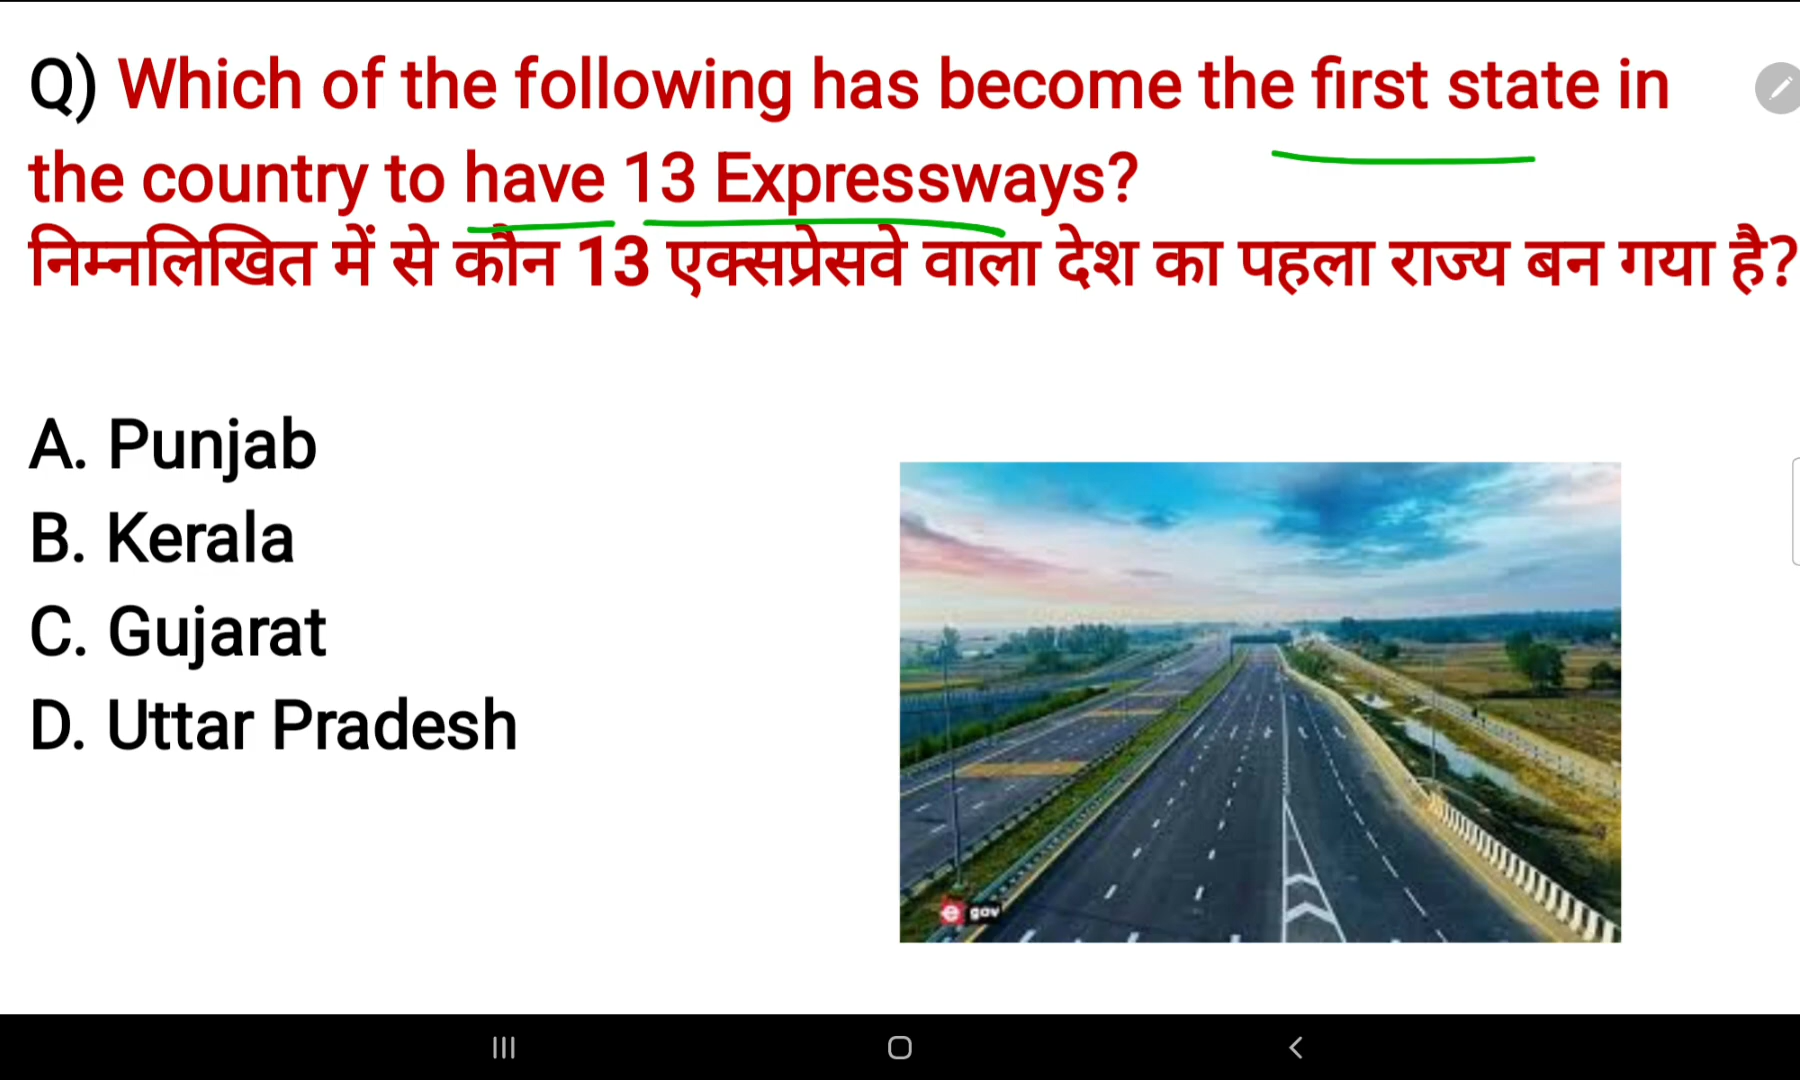 Q) Which of the following has become the first state in
the country to have 13 Expressways?
निम्नलिखित में से कौन 13 एक्सप्रेसवे वाला देश का पहला राज्य बन गया है?
A. Punjab
B. Kerala
C. Gujarat
D. Uttar Pradesh
e gov